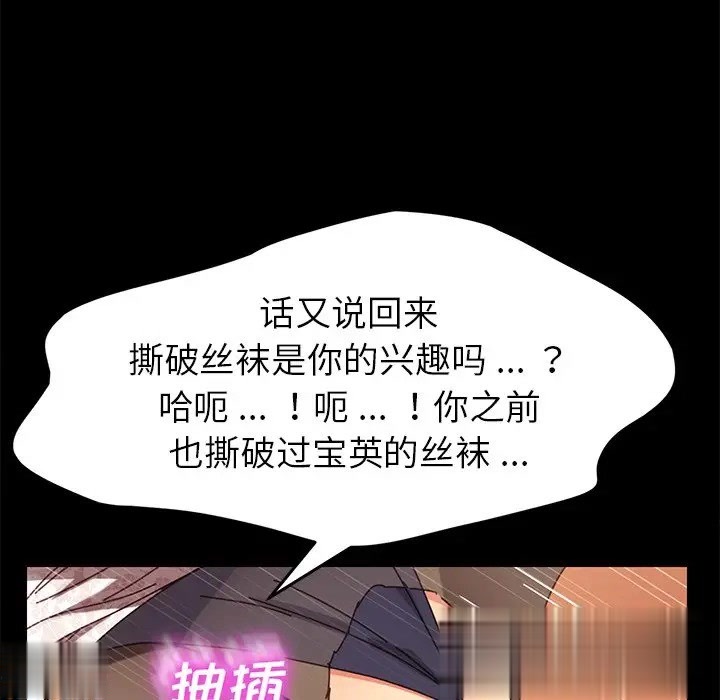 话又说回来
撕破丝袜是你的兴趣吗 ... ？
哈呃 ... ！呃 ... ！你之前
也撕破过宝英的丝袜 ...
抽插